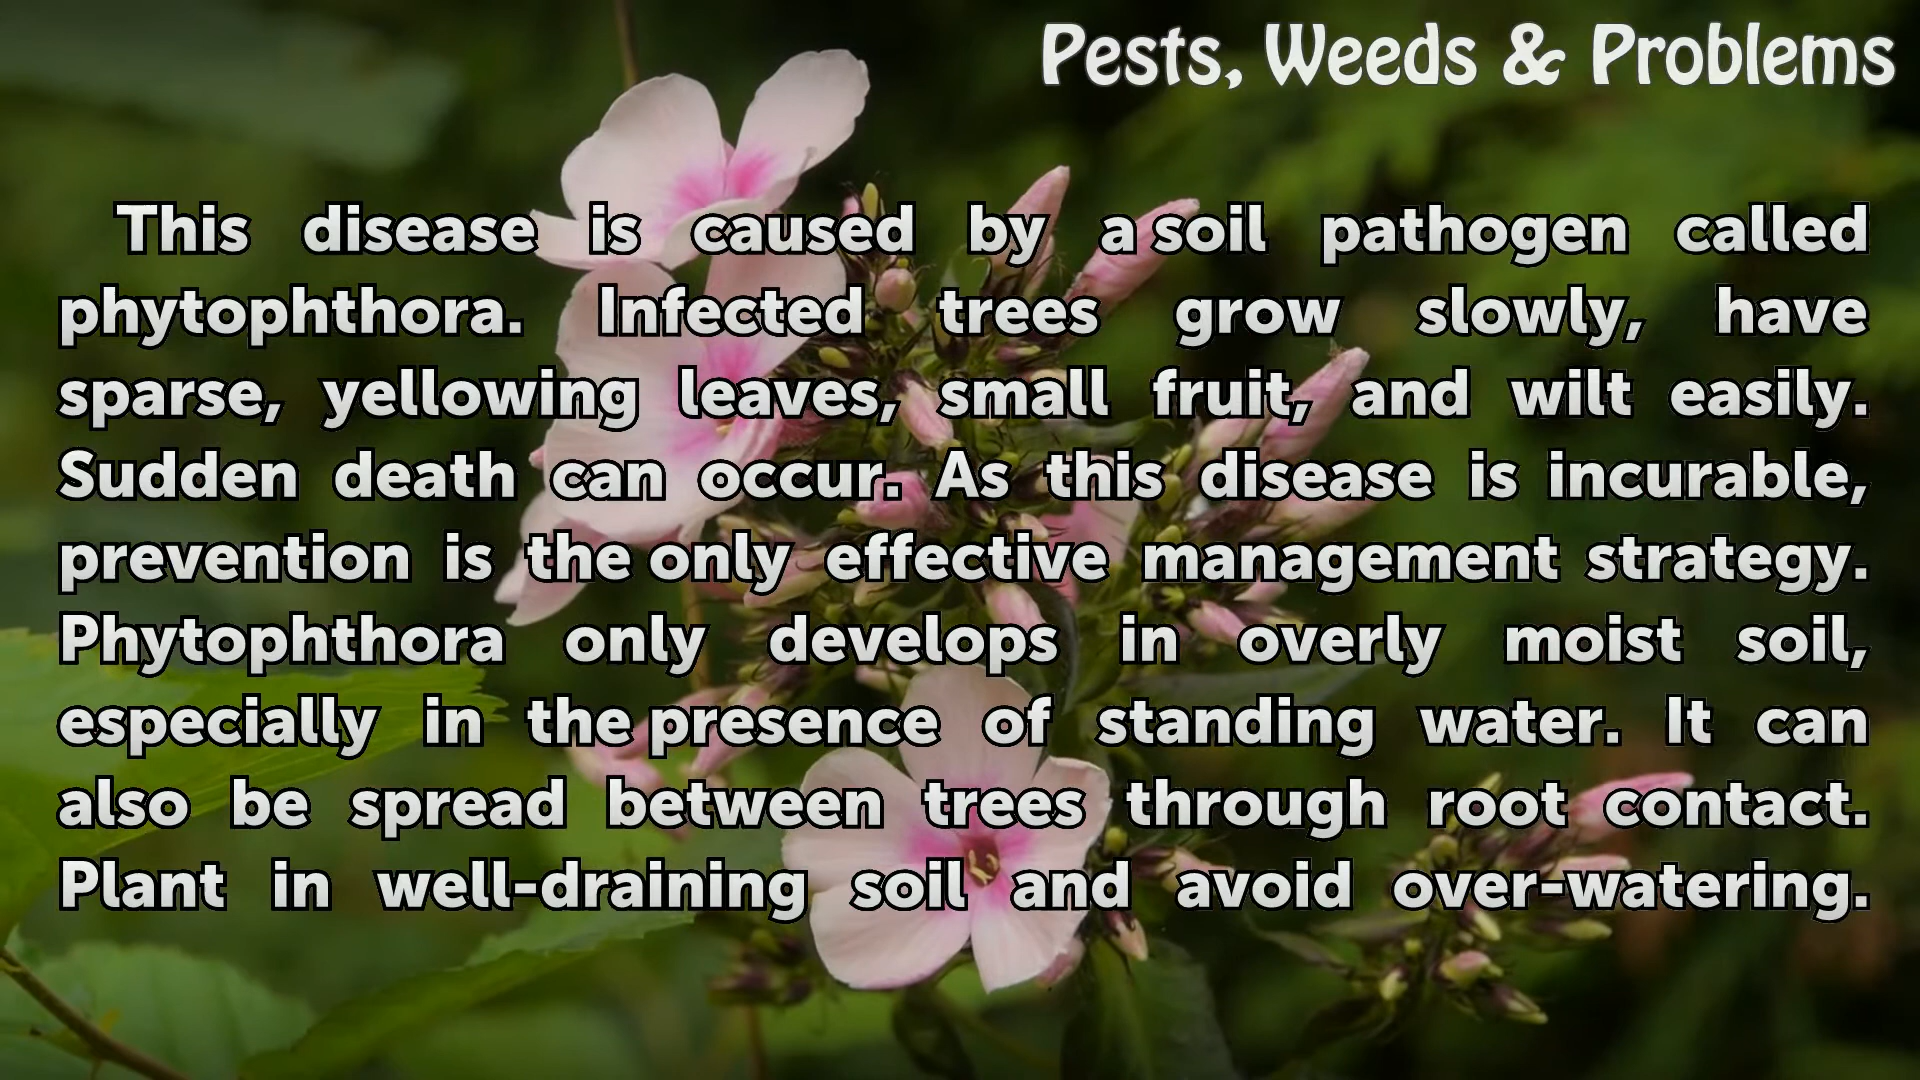 Pests, Weeds & Problems
This disease is caused by a soil pathogen called
phytophthora. Infected trees grow slowly, have
sparse, yellowing leaves, small fruit, and wilt easily.
Sudden death can occur. As this disease is incurable,
prevention is the only effective management strategy.
Phytophthora only develops in overly moist soil,
especially in the presence of standing water. It can
also be spread between trees through root contact.
Plant in well-draining soil and avoid over-watering.